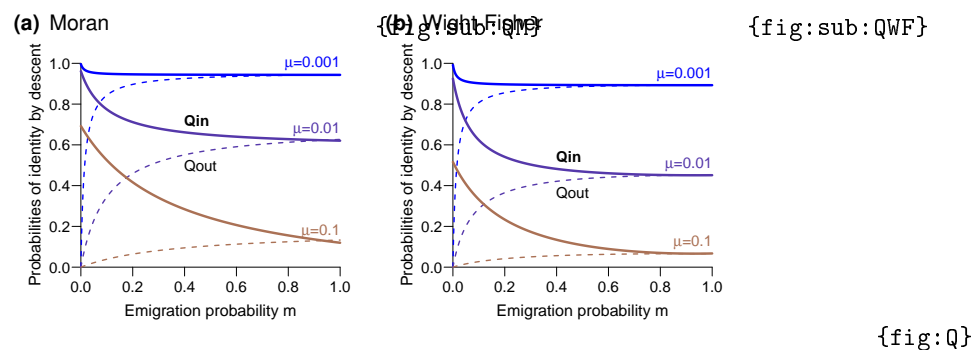 (a) Moran
{fig:sub:QM}
(b) Wight-Fisher
{fig:sub:QWF}
Probabilities of identity by descent
1.0
0.8
0.6
0.4
0.2
0.0
μ=0.001
Qin
μ=0.01
Qout
μ=0.1
0.0 0.2 0.4 0.6 0.8 1.0
Emigration probability m
Probabilities of identity by descent
1.0
0.8
0.6
0.4
0.2
0.0
μ=0.001
Qin
μ=0.01
Qout
μ=0.1
0.0 0.2 0.4 0.6 0.8 1.0
Emigration probability m
{fig:Q}